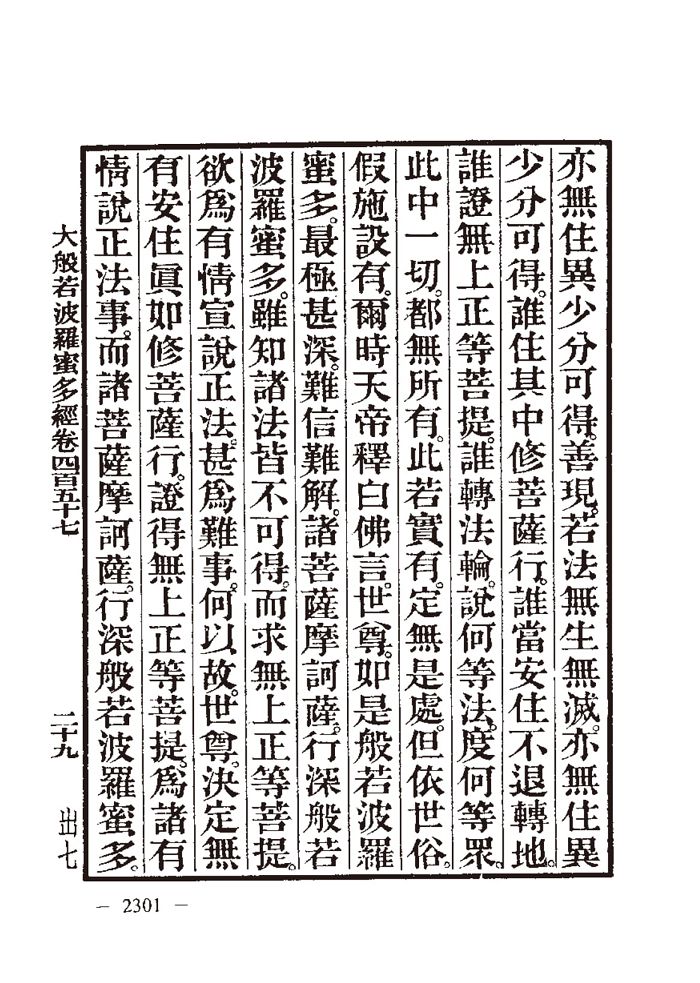 亦無住異少分可得。善現。若法無生無滅。亦無住異
少分可得。誰住其中修菩薩行。誰當安住不退轉地。
誰證無上正等菩提。誰轉法輪。說何等法。度何等眾。
此中一切。都無所有。此若實有。定無是處。但依世俗。
假施設有。爾時天帝釋白佛言。世尊。如是般若波羅
蜜多。最極甚深。難信難解。諸菩薩摩訶薩。行深般若
波羅蜜多。雖知諸法皆不可得。而求無上正等菩提。
欲為有情宣說正法。甚為難事。何以故。世尊。決定無
有安住眞如修菩薩行。證得無上正等菩提。為諸有
情說正法事。而諸菩薩摩訶薩。行深般若波羅蜜多。
大般若波羅蜜多經卷四百五十七
二十九
出七
— 2301 —